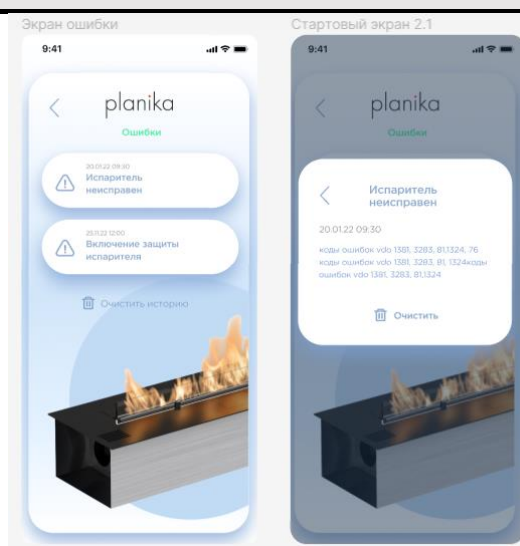 Экран ошибки
9:41
planika
Ошибки
20.01.22 09:30
Испаритель
неисправен
20.11.22 12:00
Включение защиты
испарителя
Очистить историю
Стартовый экран 2.1
9:41
planika
Ошибки
Испаритель
неисправен
20.01.22 09:30
коды ошибок vdo 1381, 3283, 81,1324, 76
коды ошибок vdo 1381, 3283, 81, 1324коды
ошибок vdo 1381, 3283, 81,1324
Очистить